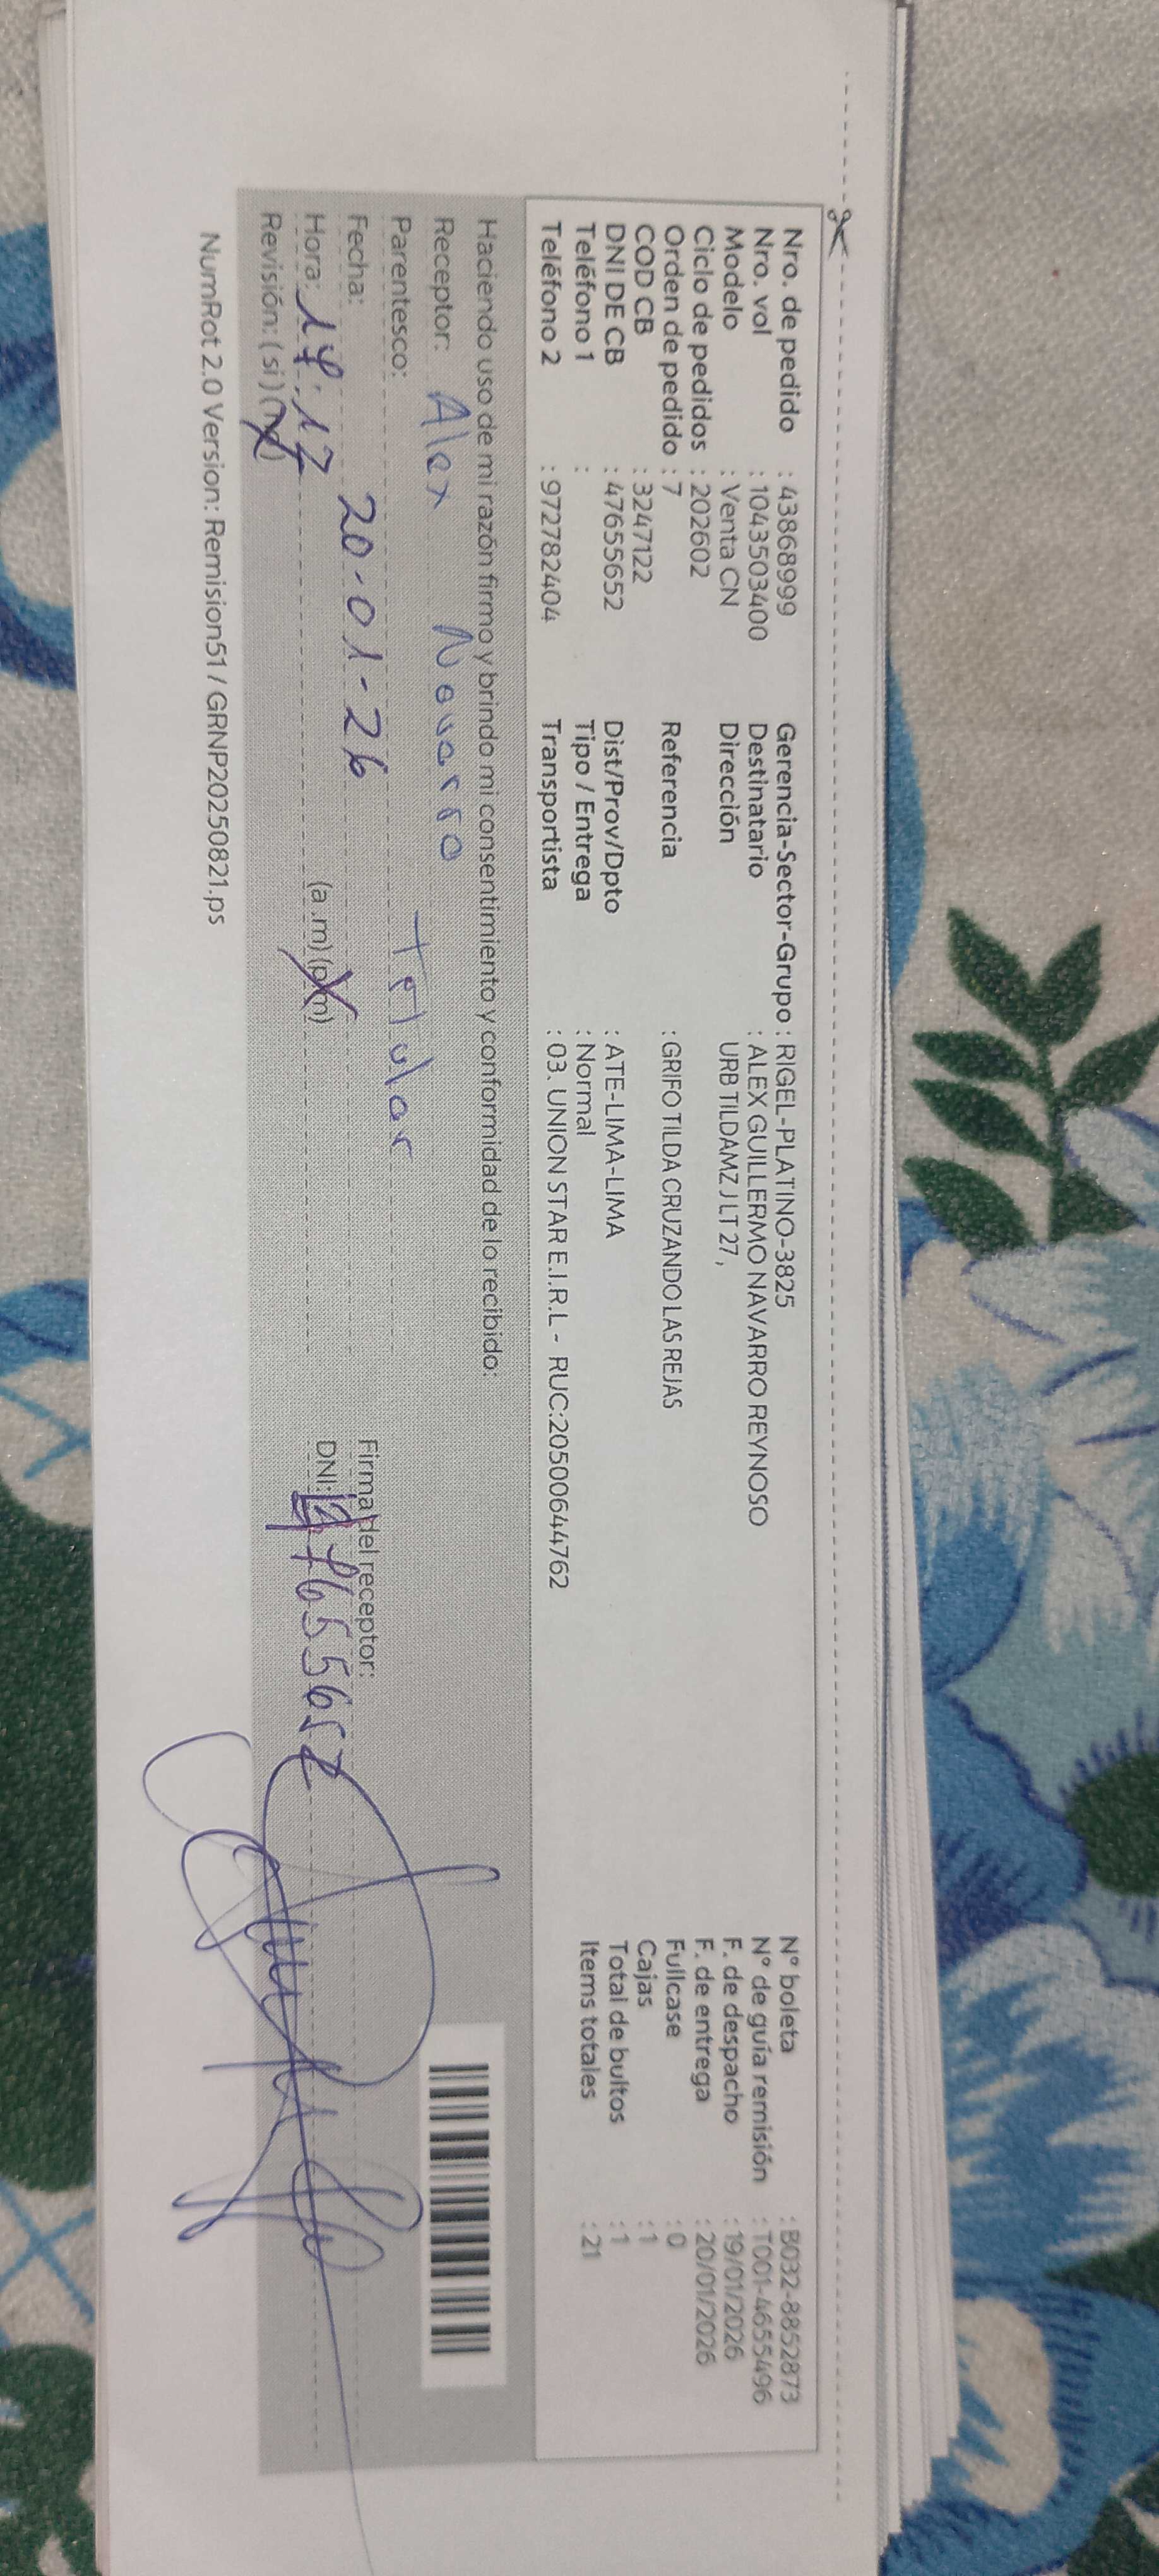 Nro. de pedido : 43868999
Nro. vol : 1043503400
Modelo : Venta CN
Ciclo de pedidos : 202602
Orden de pedido : 7
COD CB : 3247122
DNI DE CB : 47655652
Teléfono 1 :
Teléfono 2 : 972782404
Gerencia-Sector-Grupo : RIGEL-PLATINO-3825
Destinatario : ALEX GUILLERMO NAVARRO REYNOSO
Dirección URB TILDAMZ J LT 27 ,
Referencia : GRIFO TILDA CRUZANDO LAS REJAS
Dist/Prov/Dpto : ATE-LIMA-LIMA
Tipo / Entrega : Normal
Transportista : 03. UNION STAR E.I.R.L - RUC:20500644762
N° boleta : B032-8852873
N° de guía remisión : T001-4655496
F. de despacho : 19/01/2026
F. de entrega : 20/01/2026
Fullcase : 0
Cajas : 1
Total de bultos : 1
Items totales : 21
Haciendo uso de mi razón firmo y brindo mi consentimiento y conformidad de lo recibido:
Receptor: Alex Navarro
Parentesco: Titular
Fecha: 20-01-26
Hora: 17:17 (a.m) (p.m)
Revisión: ( si ) (no)
Firma del receptor:
DNI: 47655652
NumRot 2.0 Version: Remision51 / GRNP20250821.ps